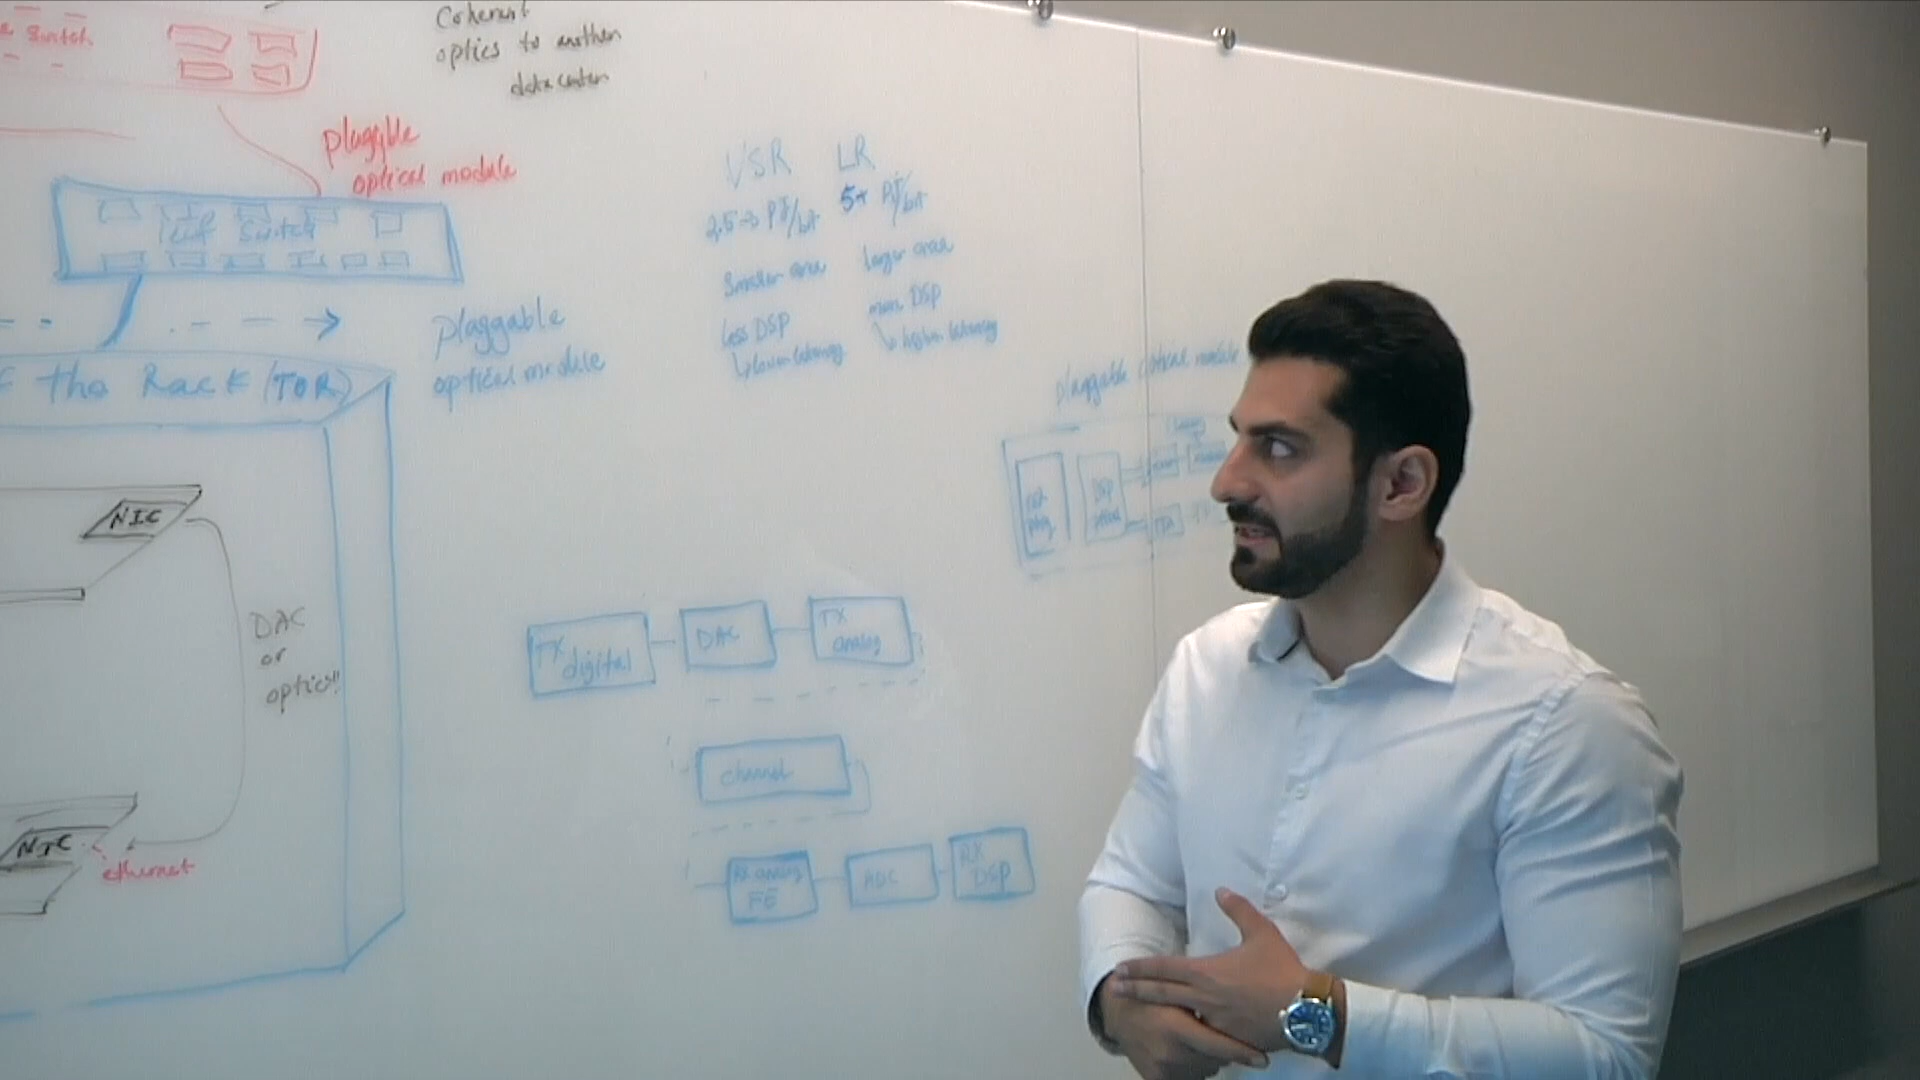 Switch
Coherent
optics to another
data center
pluggble
optical module
leaf Switch
pluggable
optical module
the Rack (TOR)
NIC
DAC
or
optics!!
NIC
ethernet
VSR LR
PJ/bit
5+ PJ/bit
Smaller area
larger area
less DSP
more DSP
↳ lower latency
↳ higher latency
pluggable optical module
DSP
TIA
TX digital
DAC
TX
analog
channel
RX analog
FE
ADC
RX
DSP